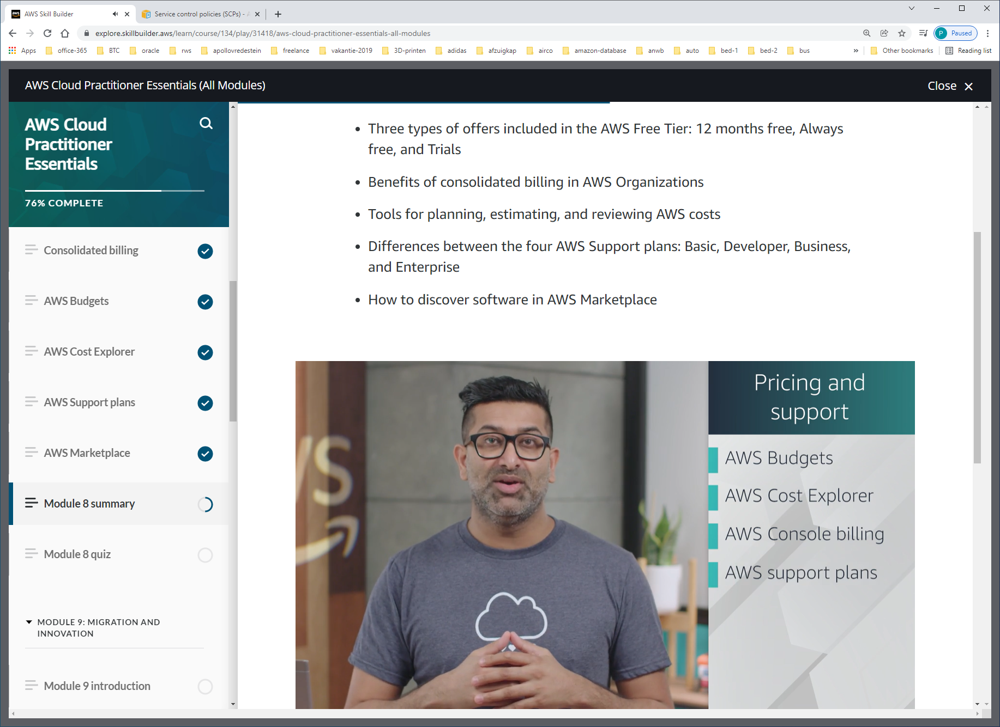 aws AWS Skill Builder
Service control policies (SCPs) - A
explore.skillbuilder.aws/learn/course/134/play/31418/aws-cloud-practitioner-essentials-all-modules
P Paused
Apps office-365 BTC oracle rws apollovredestein freelance vakantie-2019 3D-printen adidas afzuigkap airco amazon-database anwb auto bed-1 bed-2 bus » Other bookmarks Reading list
AWS Cloud Practitioner Essentials (All Modules)
Close
AWS Cloud
Practitioner
Essentials
76% COMPLETE
Consolidated billing
AWS Budgets
AWS Cost Explorer
AWS Support plans
AWS Marketplace
Module 8 summary
Module 8 quiz
MODULE 9: MIGRATION AND
INNOVATION
Module 9 introduction
• Three types of offers included in the AWS Free Tier: 12 months free, Always
free, and Trials
• Benefits of consolidated billing in AWS Organizations
• Tools for planning, estimating, and reviewing AWS costs
• Differences between the four AWS Support plans: Basic, Developer, Business,
and Enterprise
• How to discover software in AWS Marketplace
Pricing and
support
AWS Budgets
AWS Cost Explorer
AWS Console billing
AWS support plans